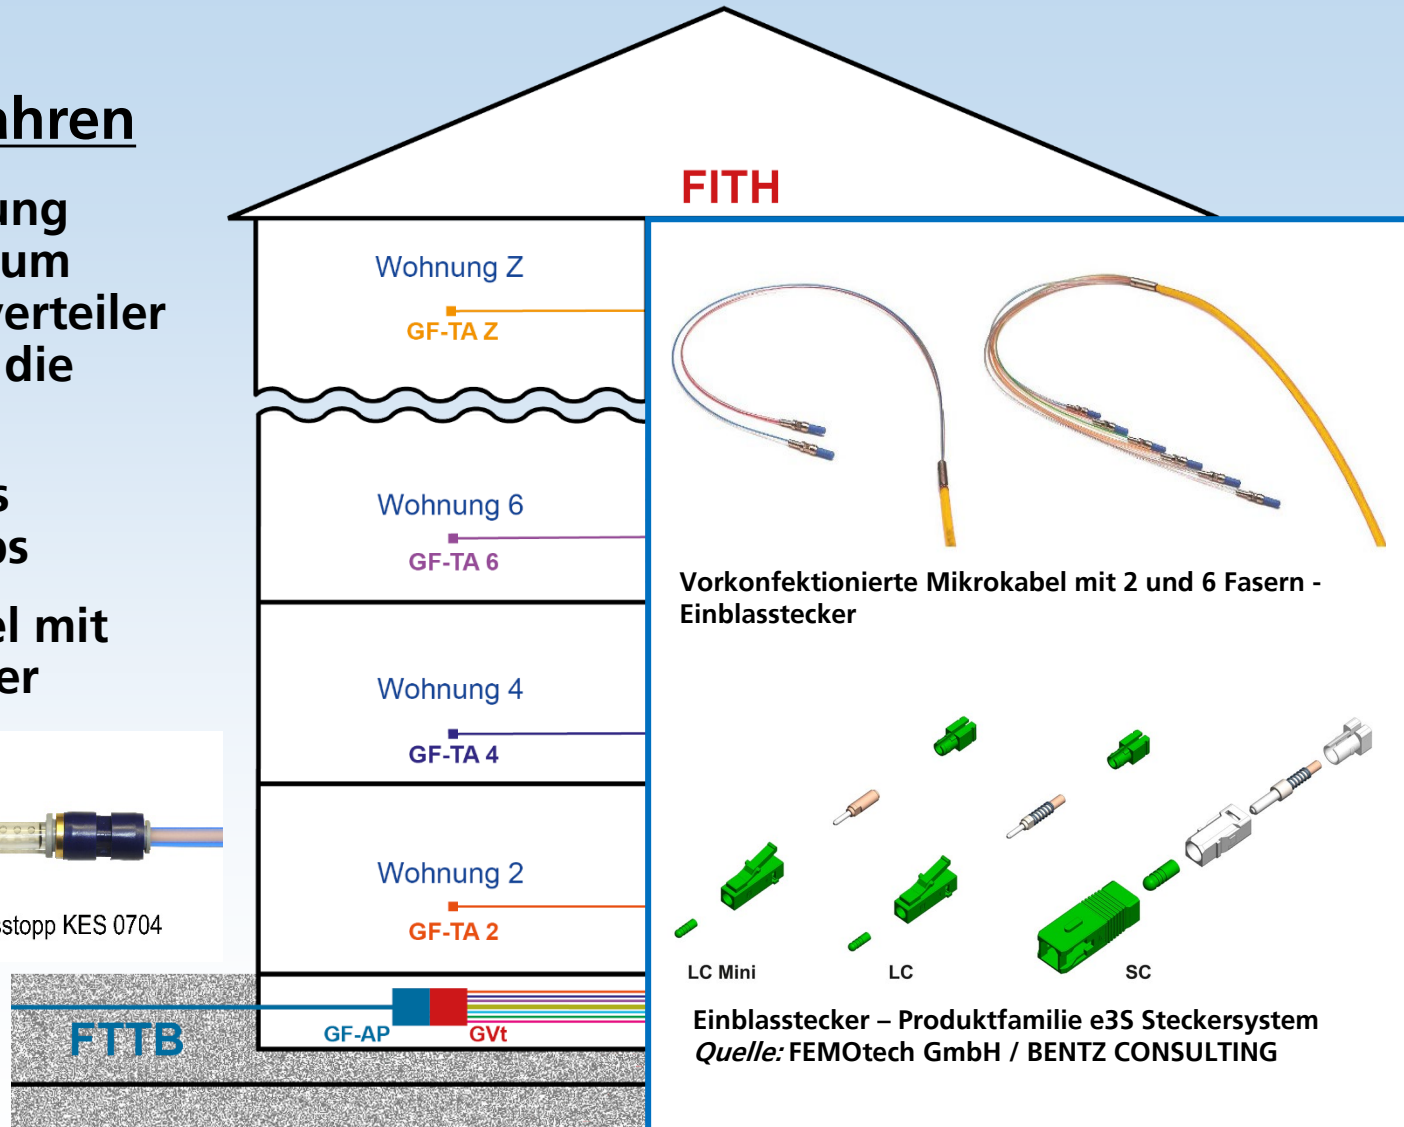 ahren
FITH
ung
um
verteiler
die
s
os
el mit
er
sstopp KES 0704
Wohnung Z
GF-TA Z
Wohnung 6
GF-TA 6
Wohnung 4
GF-TA 4
Wohnung 2
GF-TA 2
GF-AP
GVt
FTTB
Vorkonfektionierte Mikrokabel mit 2 und 6 Fasern -
Einblasstecker
LC Mini
LC
SC
Einblasstecker – Produktfamilie e3S Steckersystem
Quelle: FEMOtech GmbH / BENTZ CONSULTING